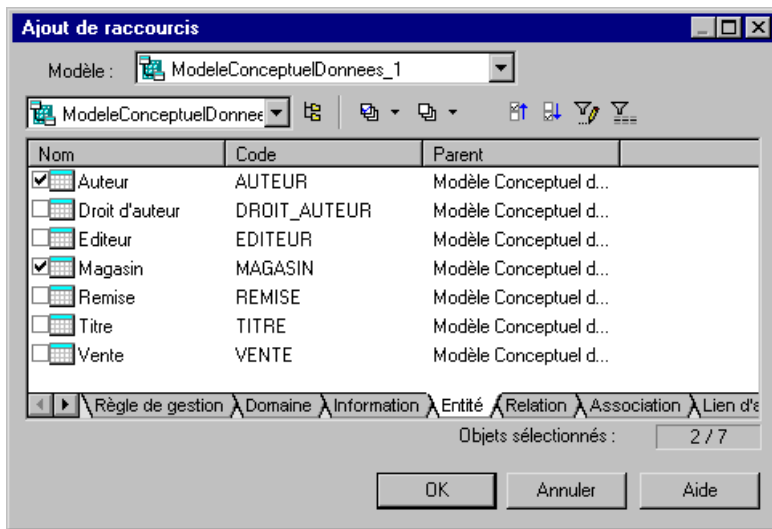 Ajout de raccourcis
Modèle : ModeleConceptuelDonnees_1
ModeleConceptuelDonnee
Nom Code Parent
Auteur AUTEUR Modèle Conceptuel d...
Droit d'auteur DROIT_AUTEUR Modèle Conceptuel d...
Editeur EDITEUR Modèle Conceptuel d...
Magasin MAGASIN Modèle Conceptuel d...
Remise REMISE Modèle Conceptuel d...
Titre TITRE Modèle Conceptuel d...
Vente VENTE Modèle Conceptuel d...
Règle de gestion Domaine Information Entité Relation Association Lien d'a
Objets sélectionnés : 2 / 7
OK Annuler Aide